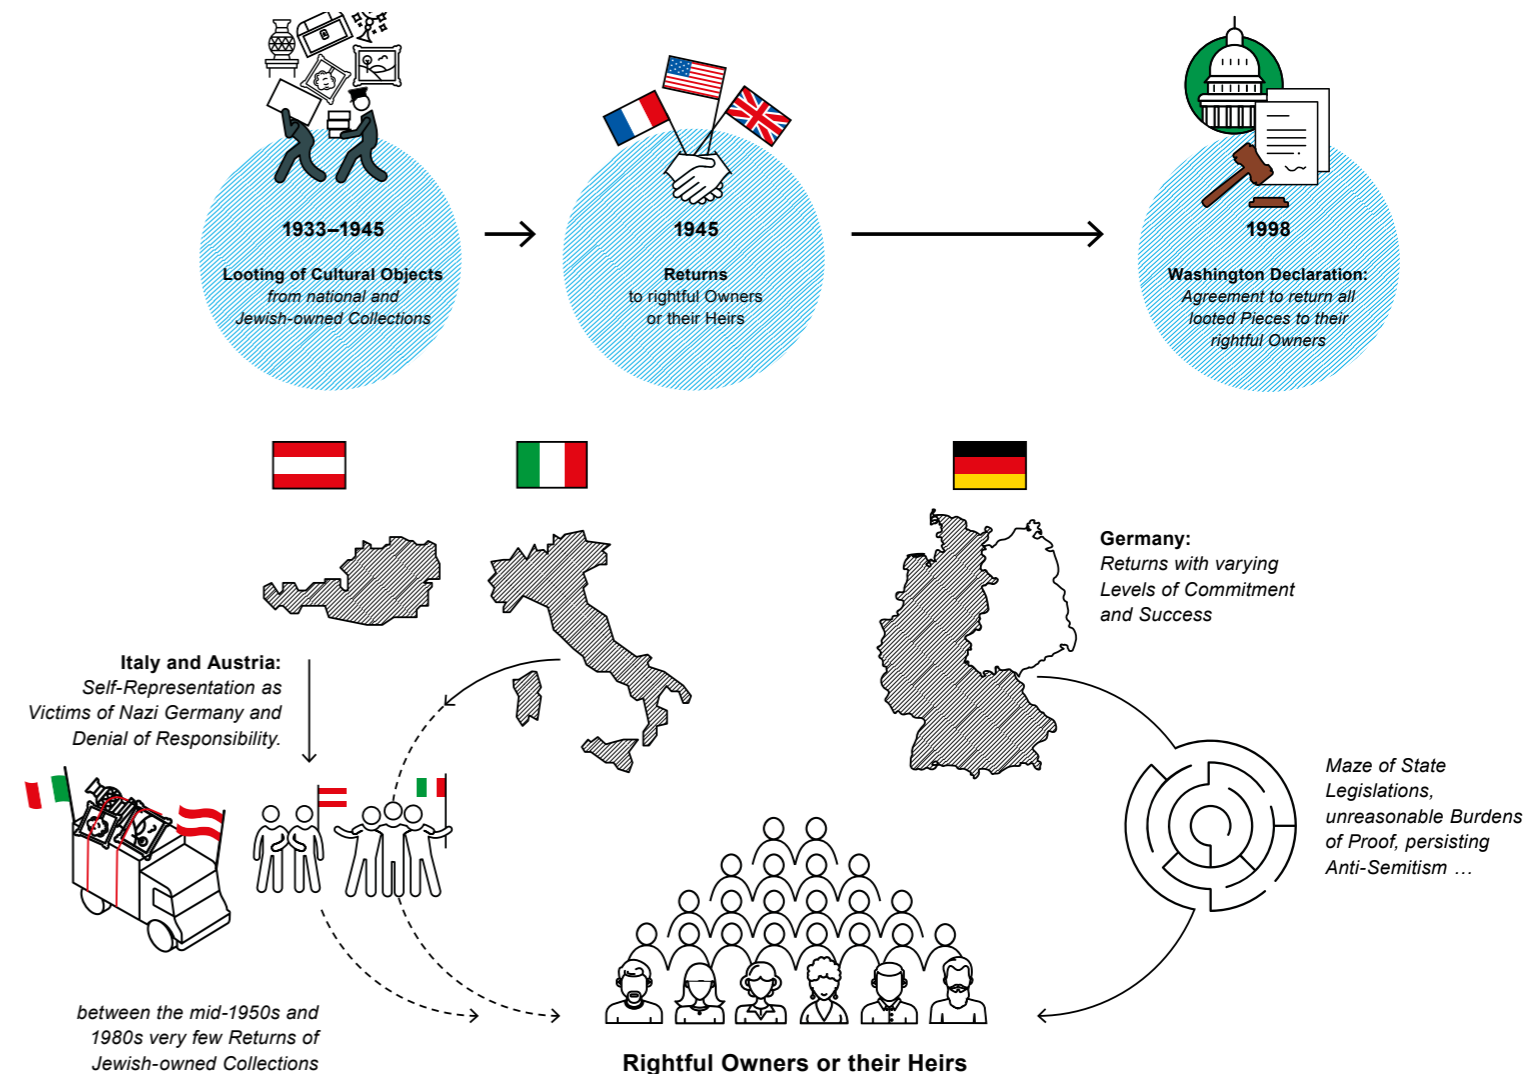 1933–1945
Looting of Cultural Objects
from national and
Jewish-owned Collections
1945
Returns
to rightful Owners
or their Heirs
1998
Washington Declaration:
Agreement to return all
looted Pieces to their
rightful Owners
Germany:
Returns with varying
Levels of Commitment
and Success
Italy and Austria:
Self-Representation as
Victims of Nazi Germany and
Denial of Responsibility.
Maze of State
Legislations,
unreasonable Burdens
of Proof, persisting
Anti-Semitism …
between the mid-1950s and
1980s very few Returns of
Jewish-owned Collections
Rightful Owners or their Heirs